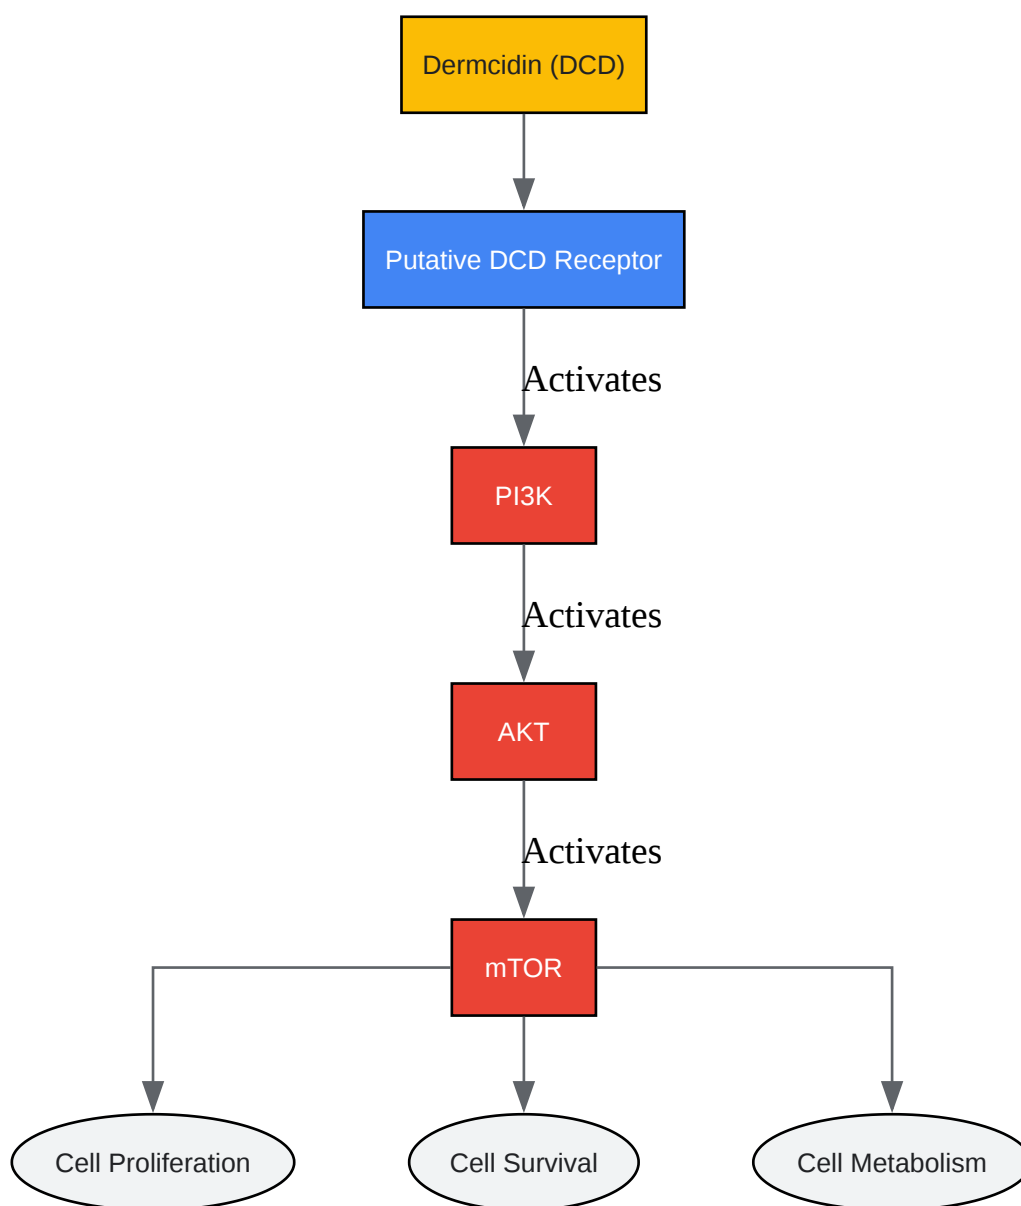 Dermcidin (DCD)
Putative DCD Receptor
Activates
PI3K
Activates
AKT
Activates
mTOR
Cell Proliferation
Cell Survival
Cell Metabolism